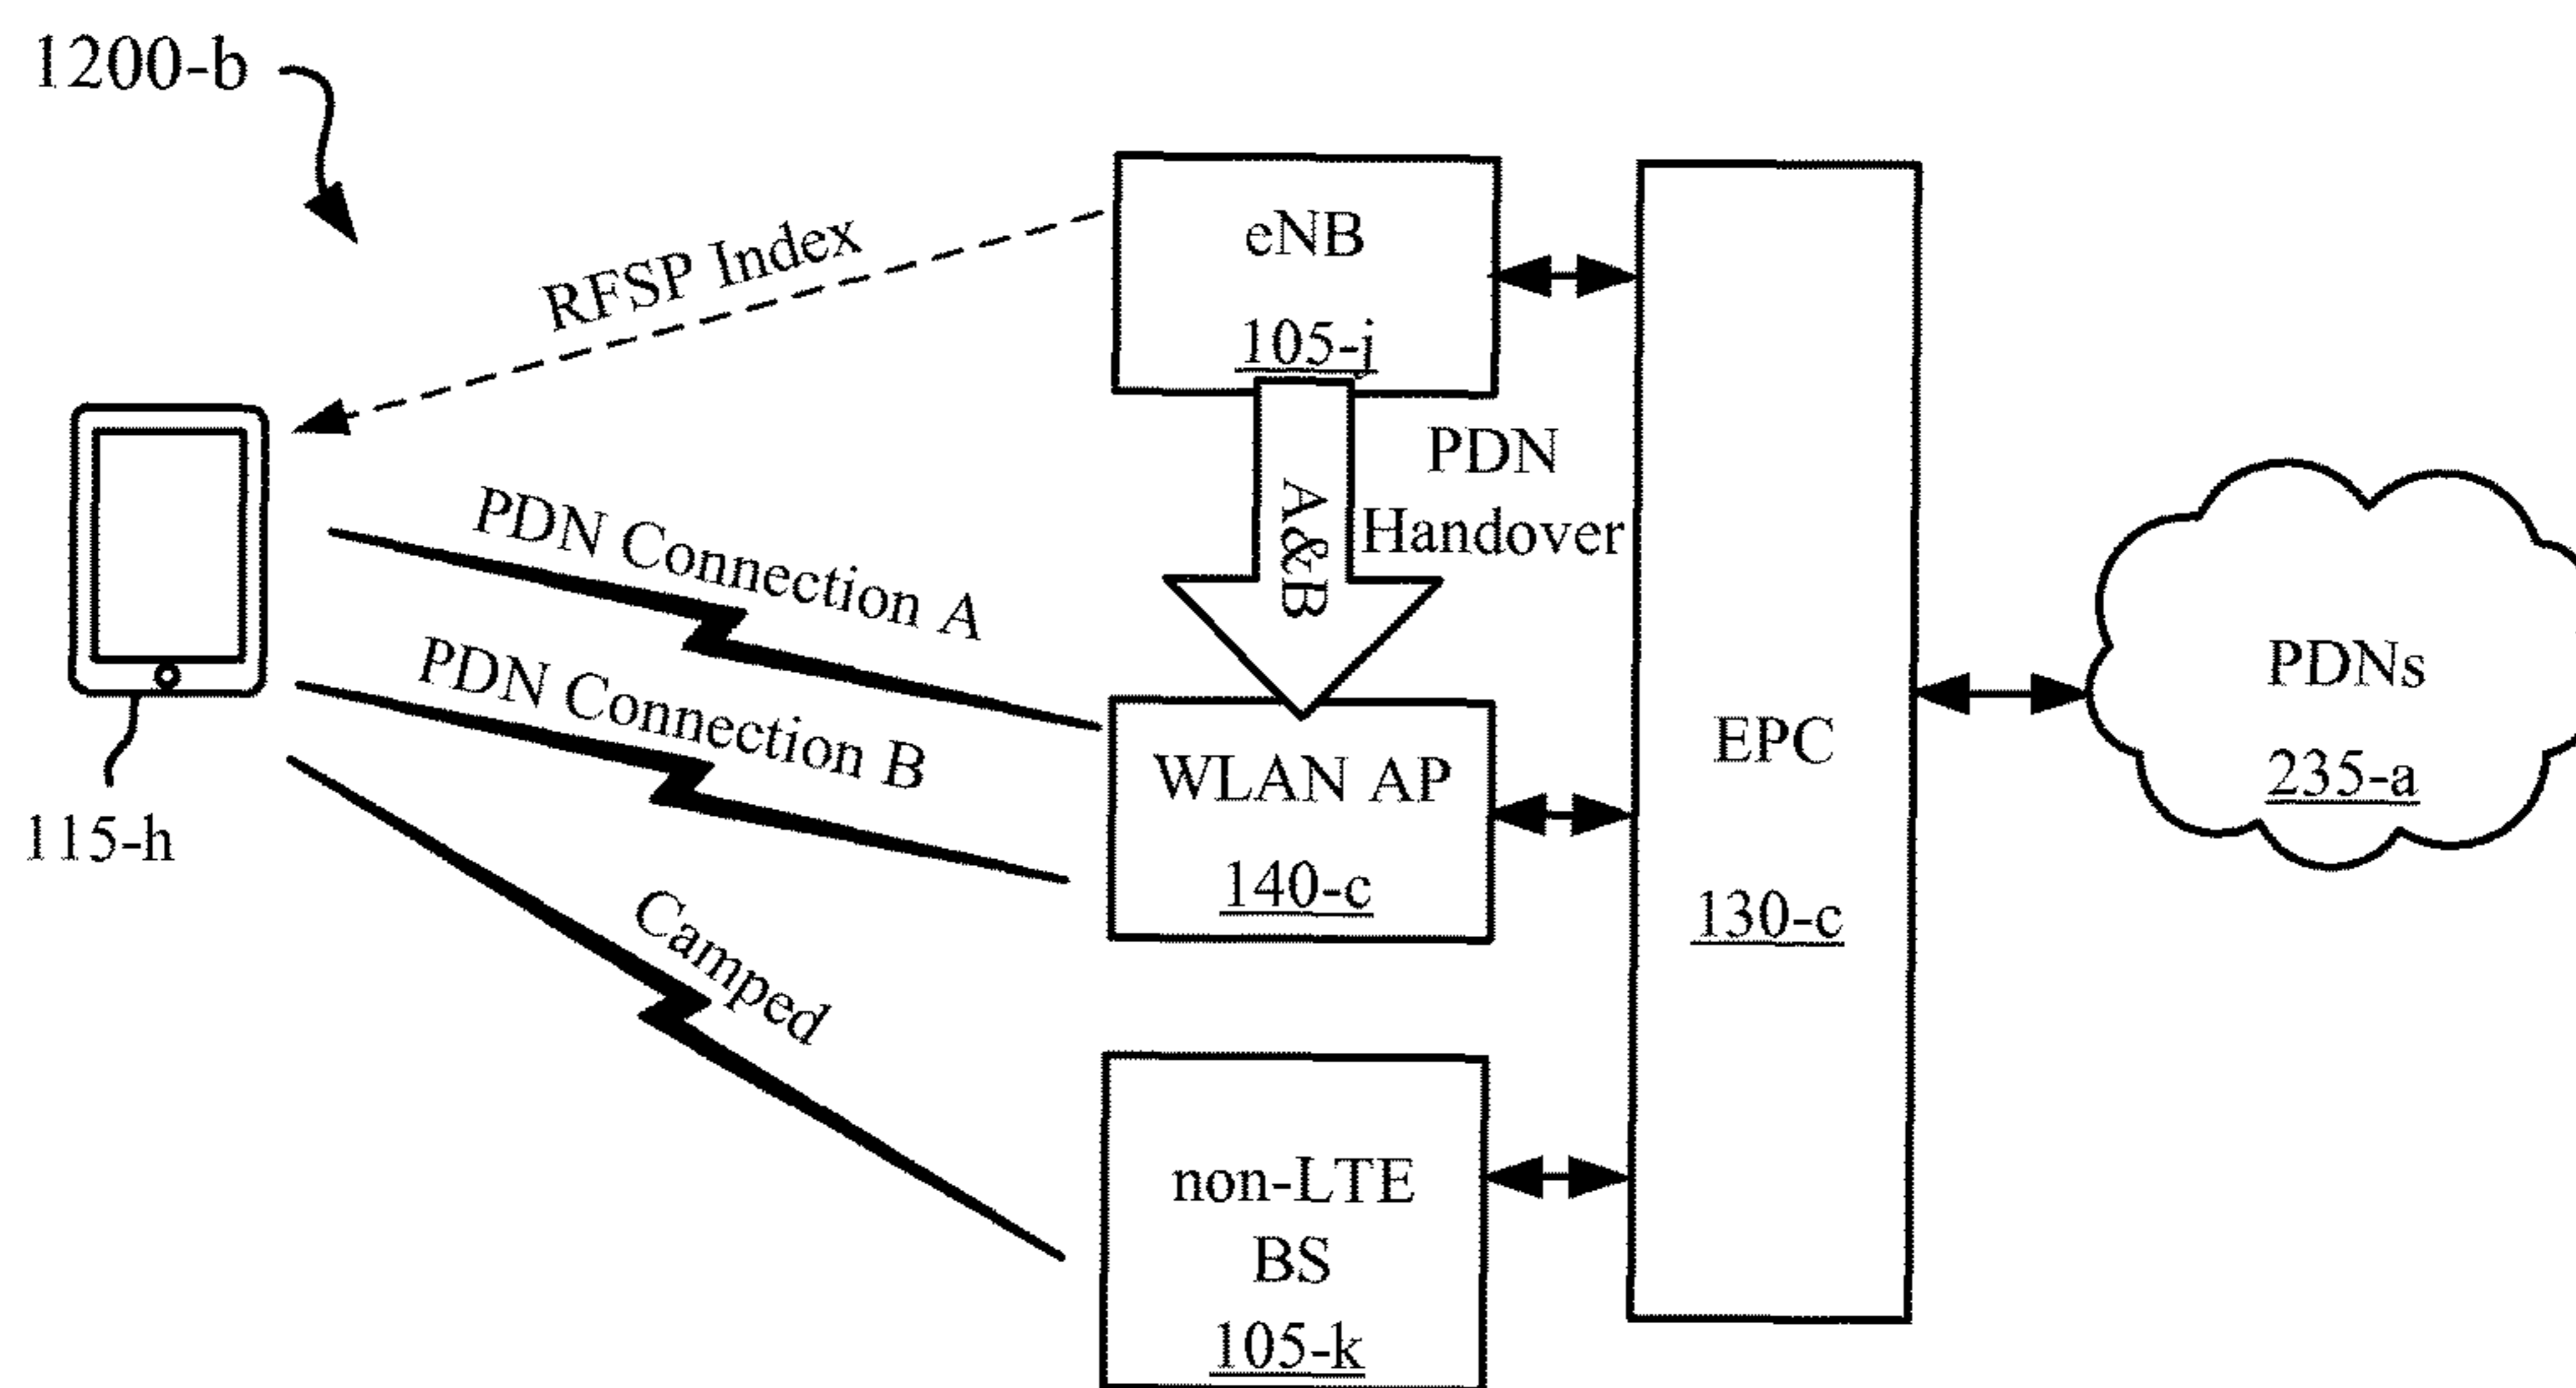 1200-b
RFSP Index
eNB
105-j
PDN
Handover
A&B
PDN Connection A
PDN Connection B
Camped
115-h
WLAN AP
140-c
non-LTE
BS
105-k
EPC
130-c
PDNs
235-a